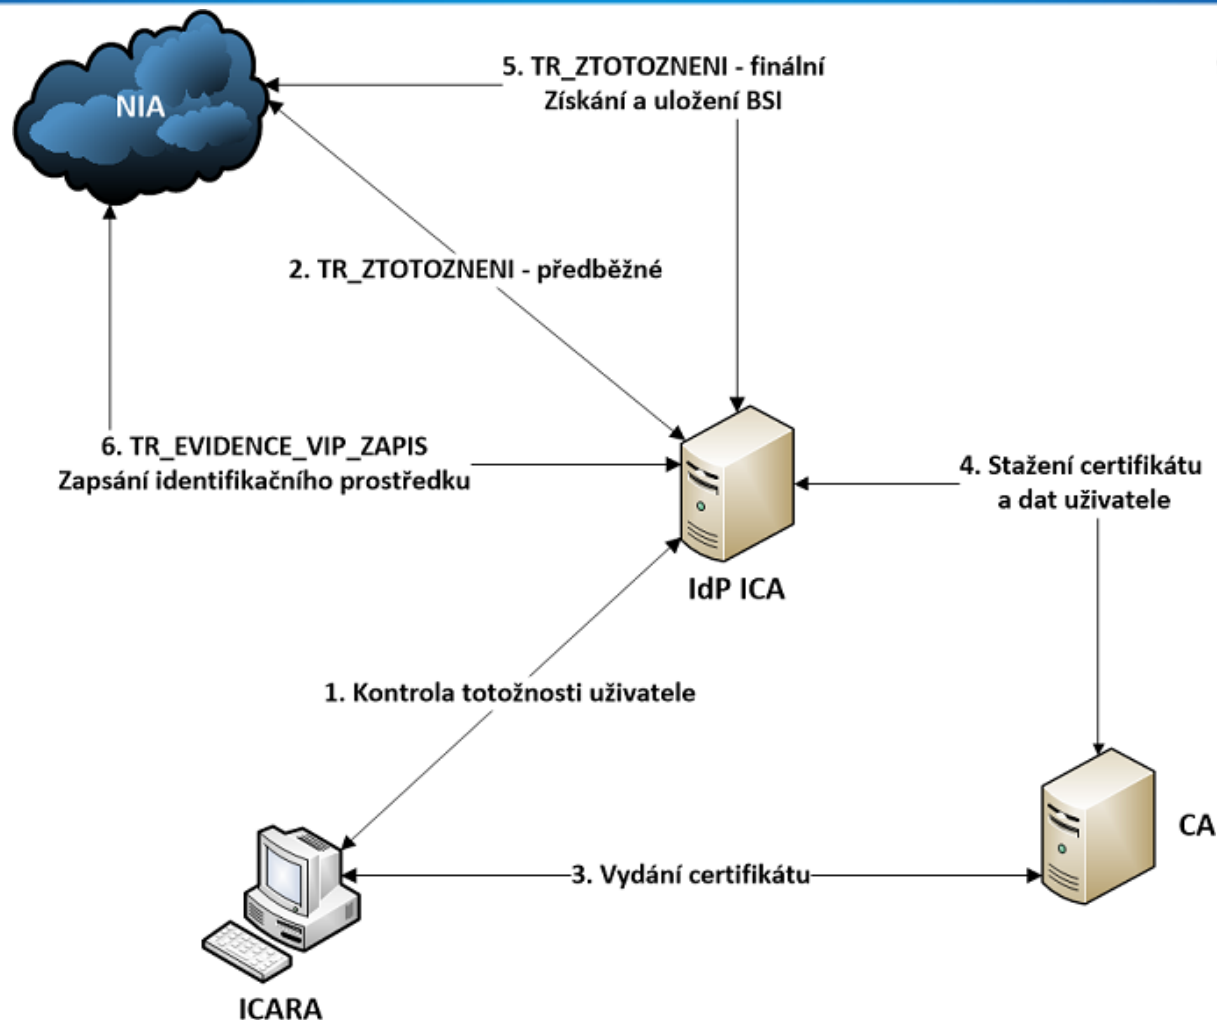 5. TR_ZTOTOZNENI - finální
Získání a uložení BSI
NIA
2. TR_ZTOTOZNENI - předběžné
6. TR_EVIDENCE_VIP_ZAPIS
Zapsání identifikačního prostředku
4. Stažení certifikátu
a dat uživatele
IdP ICA
1. Kontrola totožnosti uživatele
CA
3. Vydání certifikátu
ICARA